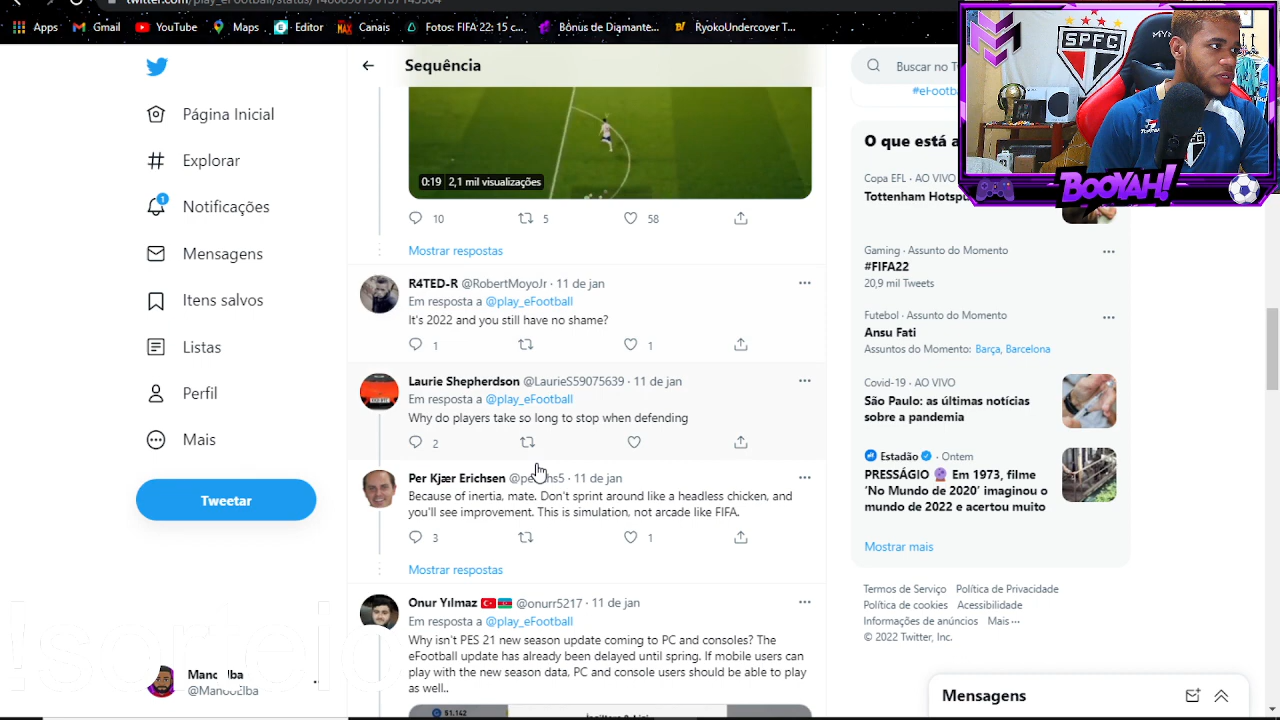 Apps
Gmail
YouTube
Maps
Editor
Canais
Fotos: FIFA'22: 15 c...
Bônus de Diamante...
RyokoUndercover T...
Página Inicial
Explorar
1
Notificações
Mensagens
Itens salvos
Listas
Perfil
Mais
Tweetar
Sequência
0:19 2,1 mil visualizações
10 5 58
Mostrar respostas
R4TED-R @RobertMoyoJr · 11 de jan
Em resposta a @play_eFootball
It's 2022 and you still have no shame?
1 1
Laurie Shepherdson @LaurieS59075639 · 11 de jan
Em resposta a @play_eFootball
Why do players take so long to stop when defending
2
Per Kjær Erichsen 11 de jan
Because of inertia, mate. Don't sprint around like a headless chicken, and
you'll see improvement. This is simulation, not arcade like FIFA.
3 1
Mostrar respostas
Onur Yılmaz @onurr5217 · 11 de jan
Em resposta a @play_eFootball
Why isn't PES 21 new season update coming to PC and consoles? The
eFootball update has already been delayed until spring. If mobile users can
play with the new season data, PC and console users should be able to play
as well..
51.142
Buscar no T
#eFootba
O que está a
Copa EFL · AO VIVO
Tottenham Hotspu
Gaming · Assunto do Momento
#FIFA22
20,9 mil Tweets
Futebol · Assunto do Momento
Ansu Fati
Assuntos do Momento: Barça, Barcelona
Covid-19 · AO VIVO
São Paulo: as últimas notícias
sobre a pandemia
Estadão · Ontem
PRESSÁGIO 🔮 Em 1973, filme
'No Mundo de 2020' imaginou o
mundo de 2022 e acertou muito
Mostrar mais
Termos de Serviço Política de Privacidade
Política de cookies Acessibilidade
Informações de anúncios Mais···
© 2022 Twitter, Inc.
Mensagens
SPFC
BOOYAH!
!sorteio